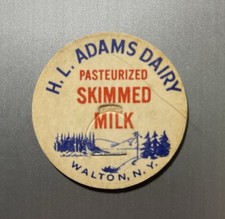 H. L. ADAMS DAIRY
PASTEURIZED
SKIMMED
MILK
WALTON, N.Y.